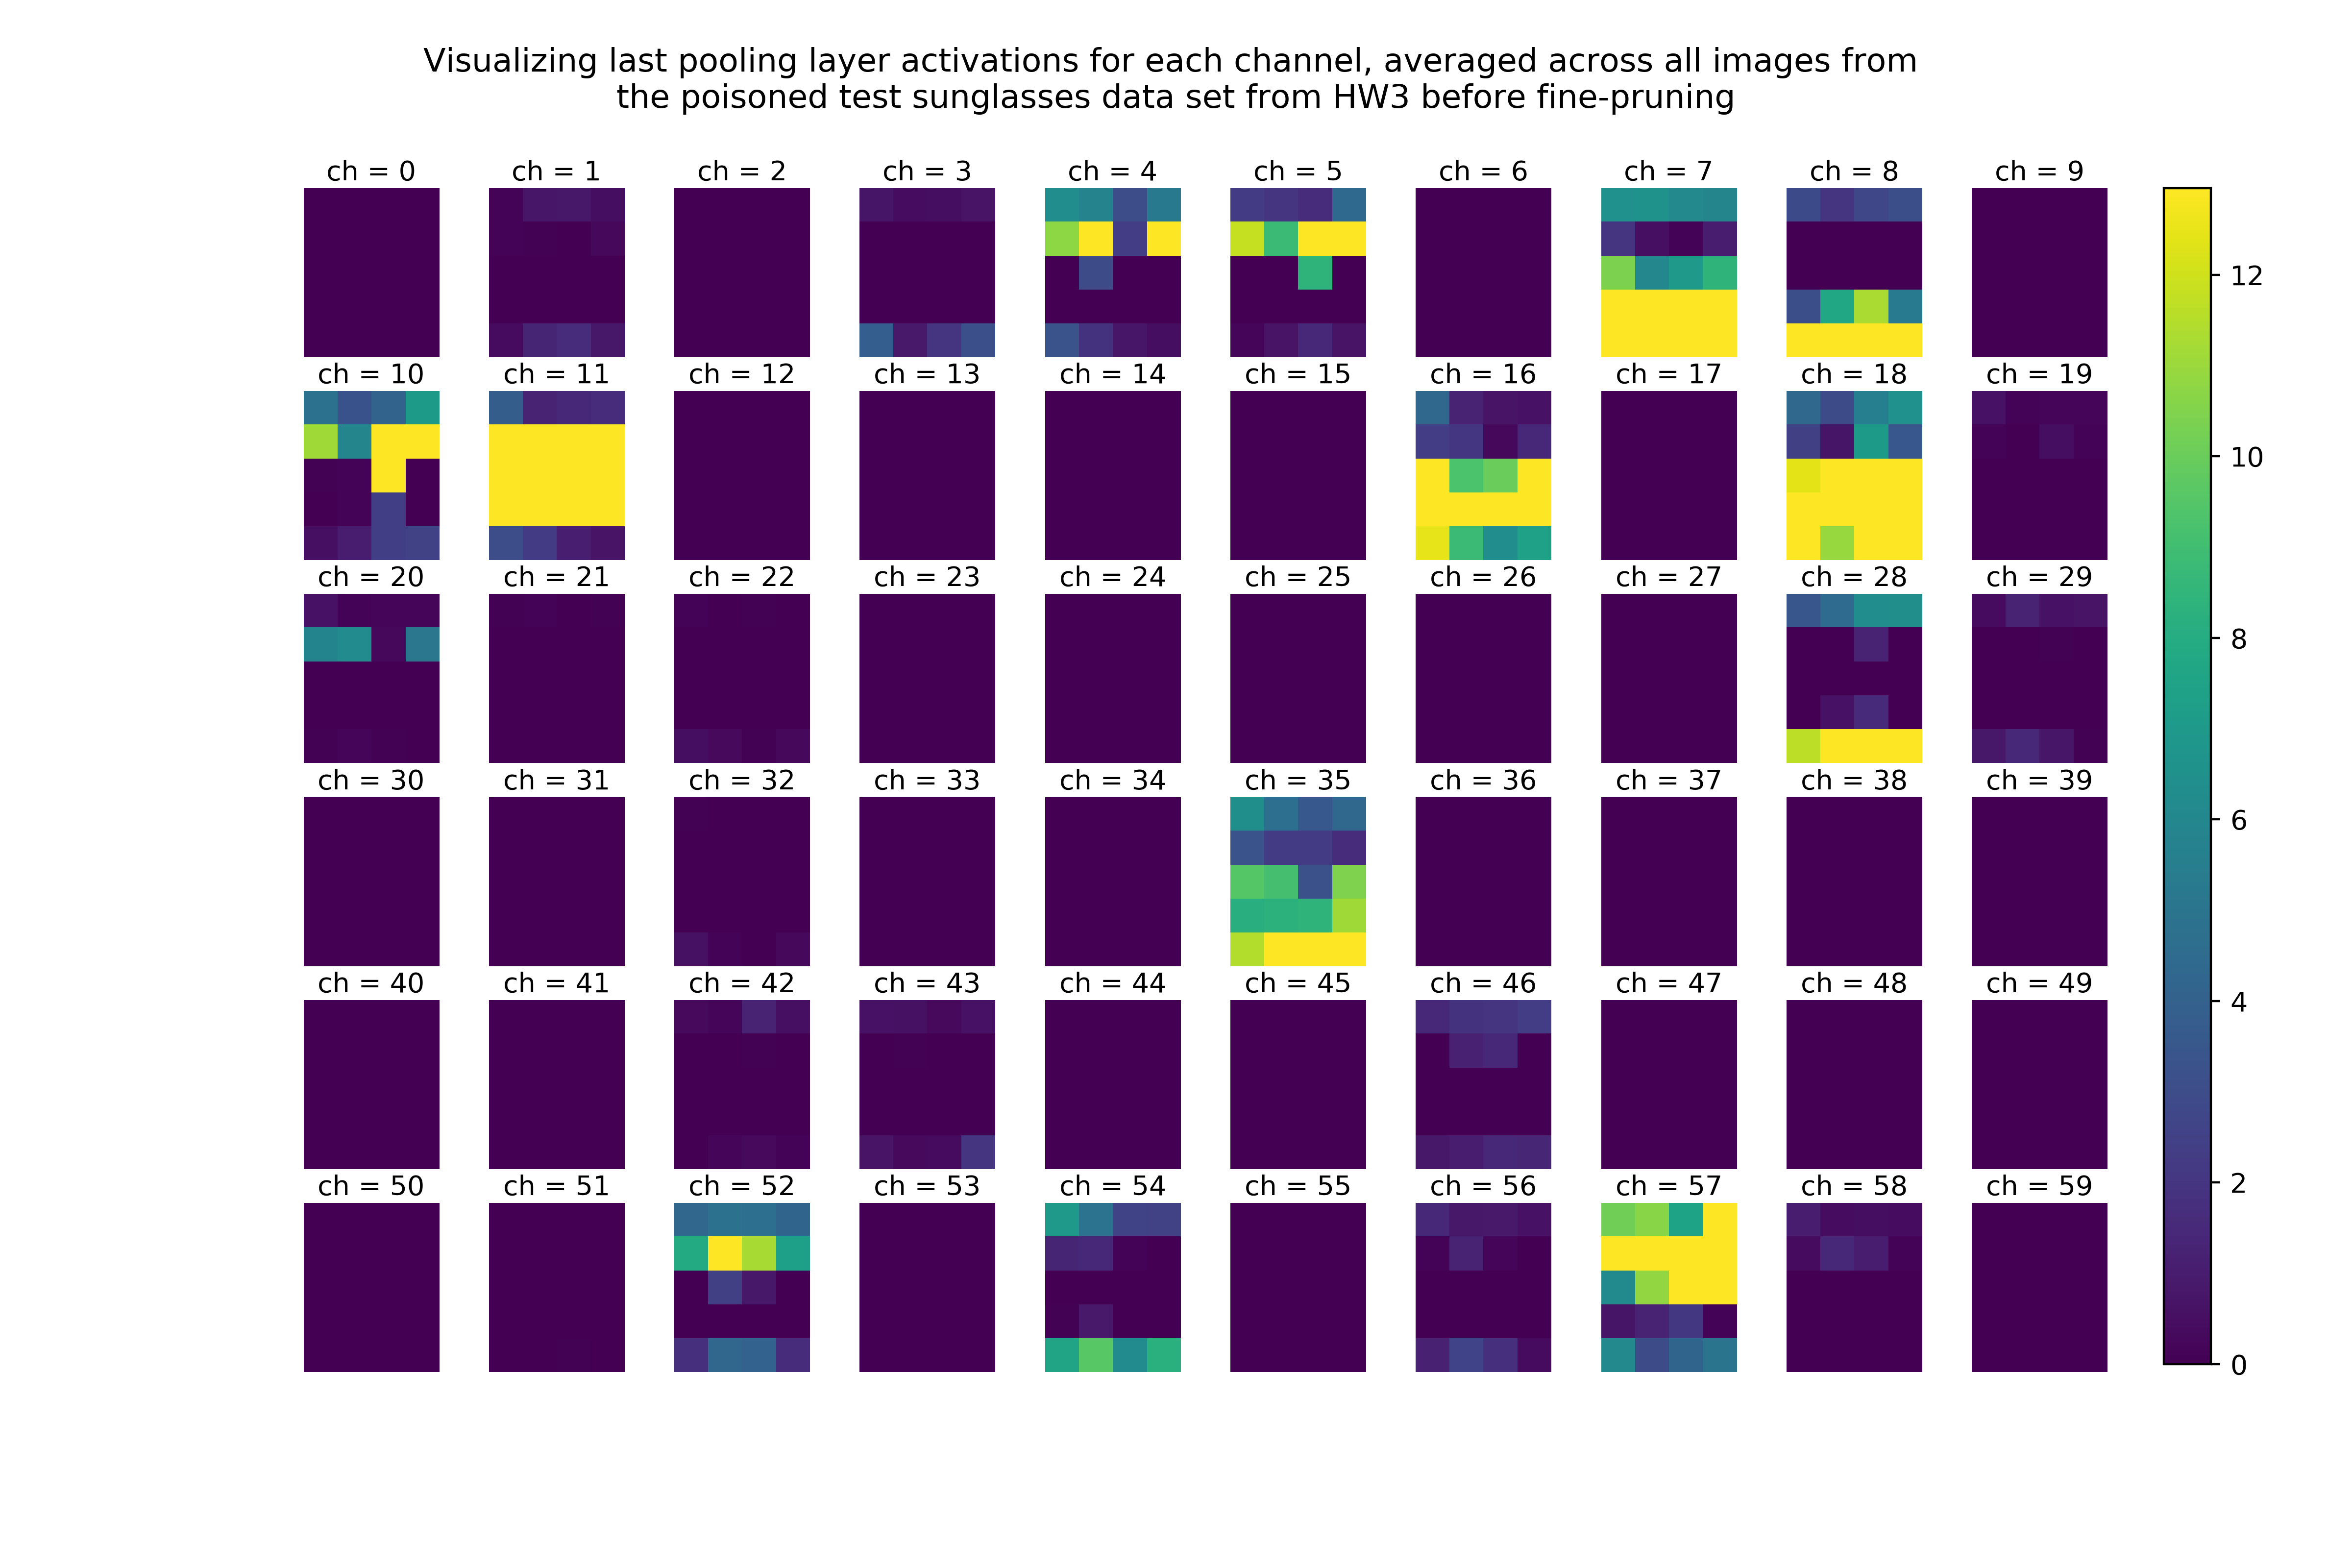 Visualizing last pooling layer activations for each channel, averaged across all images from
the poisoned test sunglasses data set from HW3 before fine-pruning
ch = 0 ch = 1 ch = 2 ch = 3 ch = 4 ch = 5 ch = 6 ch = 7 ch = 8 ch = 9
ch = 10 ch = 11 ch = 12 ch = 13 ch = 14 ch = 15 ch = 16 ch = 17 ch = 18 ch = 19
ch = 20 ch = 21 ch = 22 ch = 23 ch = 24 ch = 25 ch = 26 ch = 27 ch = 28 ch = 29
ch = 30 ch = 31 ch = 32 ch = 33 ch = 34 ch = 35 ch = 36 ch = 37 ch = 38 ch = 39
ch = 40 ch = 41 ch = 42 ch = 43 ch = 44 ch = 45 ch = 46 ch = 47 ch = 48 ch = 49
ch = 50 ch = 51 ch = 52 ch = 53 ch = 54 ch = 55 ch = 56 ch = 57 ch = 58 ch = 59
12
10
8
6
4
2
0